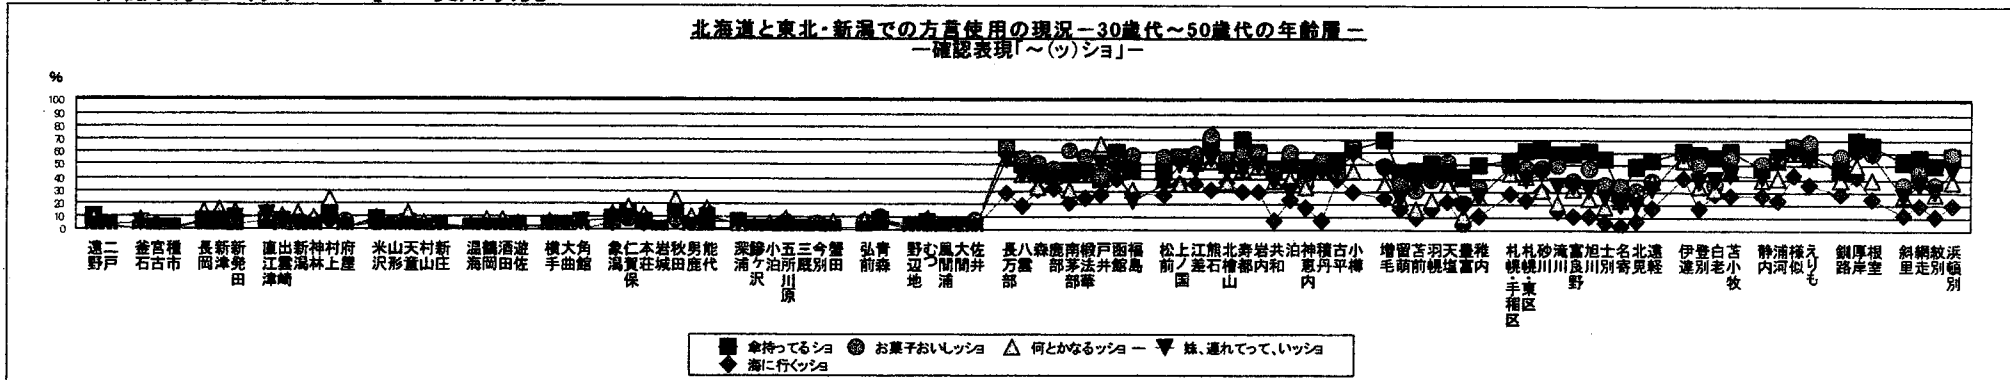 北海道と東北・新潟での方言使用の現況－30歳代～50歳代の年齢層－
－確認表現「～(ッ)ショ」－
%
100
90
80
70
60
50
40
30
20
10
0
遠野 二戸 釜石 宮古 種市 長岡 新津 新発田 直江津 出雲崎 新潟 神林 村上 府屋 米沢 山形 天童 村山 新庄 温海 鶴岡 酒田 遊佐 横手 大曲 角館 象潟 仁賀保 本荘 岩城 秋田 男鹿 能代 深浦 鰺ケ沢 小泊 五所川原 三厩 今別 蟹田 弘前 青森 野辺地 むつ 風間浦 大間 佐井 長万部 八雲 森 鹿部 南茅部 椴法華 戸井 函館 福島 松前 上ノ国 江差 熊石 北檜山 寿都 岩内 共和 泊 神恵内 積丹 古平 小樽 増毛 留萌 苫前 羽幌 天塩 豊富 稚内 札幌・手稲区 札幌・東区 砂川 滝川 富良野 旭川 士別 名寄 北見 遠軽 伊達 登別 白老 苫小牧 静内 浦河 様似 えりも 釧路 厚岸 根室 斜里 網走 紋別 浜頓別
傘持ってるショ お菓子おいしッショ 何とかなるッショー 妹、連れてって、いッショ
海に行くッショ